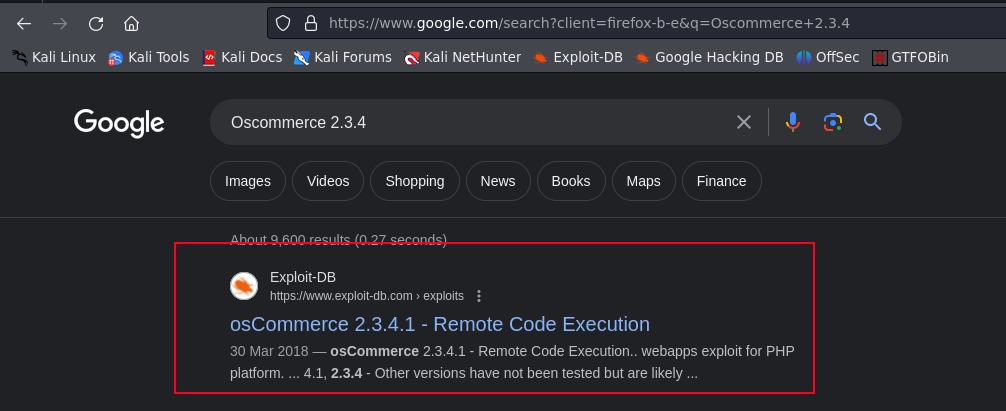 https://www.google.com/search?client=firefox-b-e&q=Oscommerce+2.3.4
Kali Linux Kali Tools Kali Docs Kali Forums Kali NetHunter Exploit-DB Google Hacking DB OffSec GTFOBin
Google Oscommerce 2.3.4
Images Videos Shopping News Books Maps Finance
About 9,600 results (0.27 seconds)
Exploit-DB
https://www.exploit-db.com › exploits
osCommerce 2.3.4.1 - Remote Code Execution
30 Mar 2018 — osCommerce 2.3.4.1 - Remote Code Execution.. webapps exploit for PHP
platform. ... 4.1, 2.3.4 - Other versions have not been tested but are likely ...